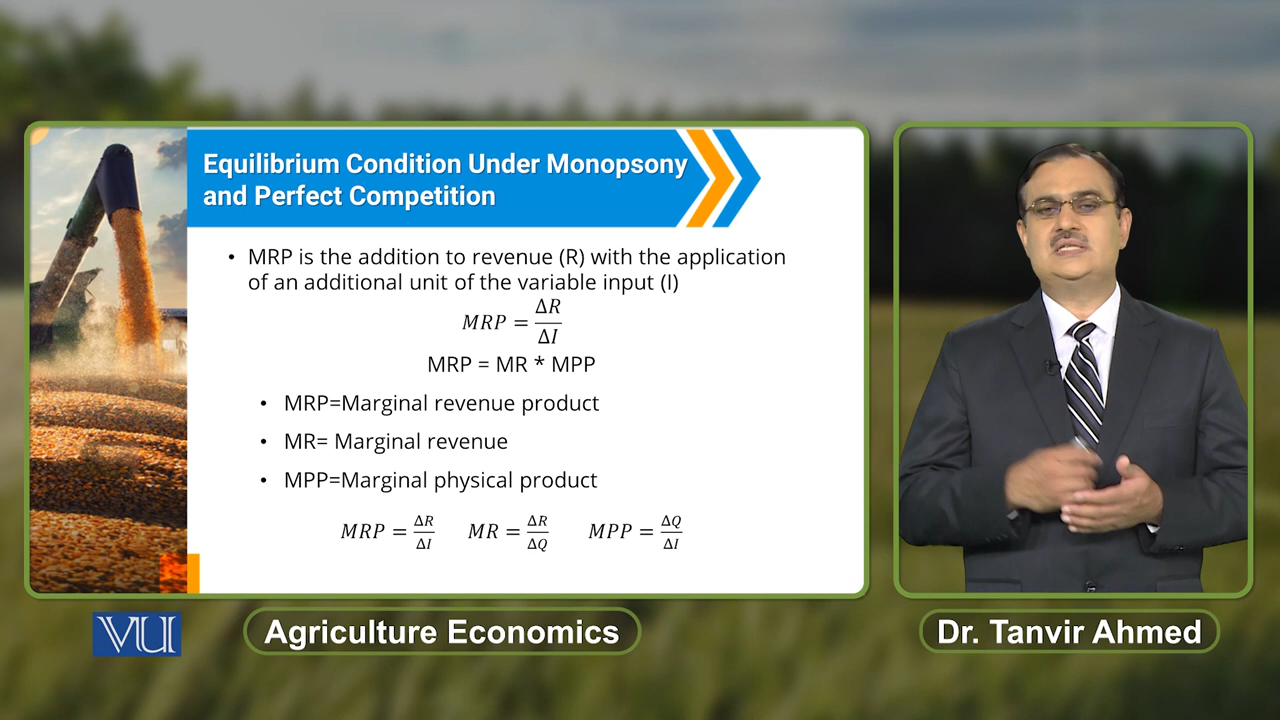 Equilibrium Condition Under Monopsony
and Perfect Competition
• MRP is the addition to revenue (R) with the application
of an additional unit of the variable input (I)
MRP = ΔR/ΔI
MRP = MR * MPP
• MRP=Marginal revenue product
• MR= Marginal revenue
• MPP=Marginal physical product
MRP = ΔR/ΔI MR = ΔR/ΔQ MPP = ΔQ/ΔI
VU
Agriculture Economics
Dr. Tanvir Ahmed